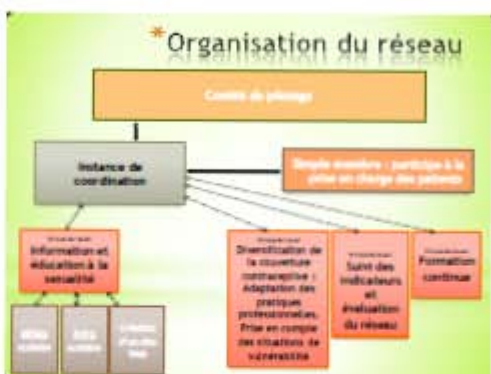 *Organisation du réseau
Comité de pilotage
Instance de
coordination
Simple membre : participe à la
prise en charge des patients
Information et
éducation à la
sexualité
Diversification de
la couverture
contraceptive :
Adaptation des
pratiques
professionnelles,
Prise en compte
des situations de
vulnérabilité
Suivi des
indicateurs
et
évaluation
du réseau
Formation
continue